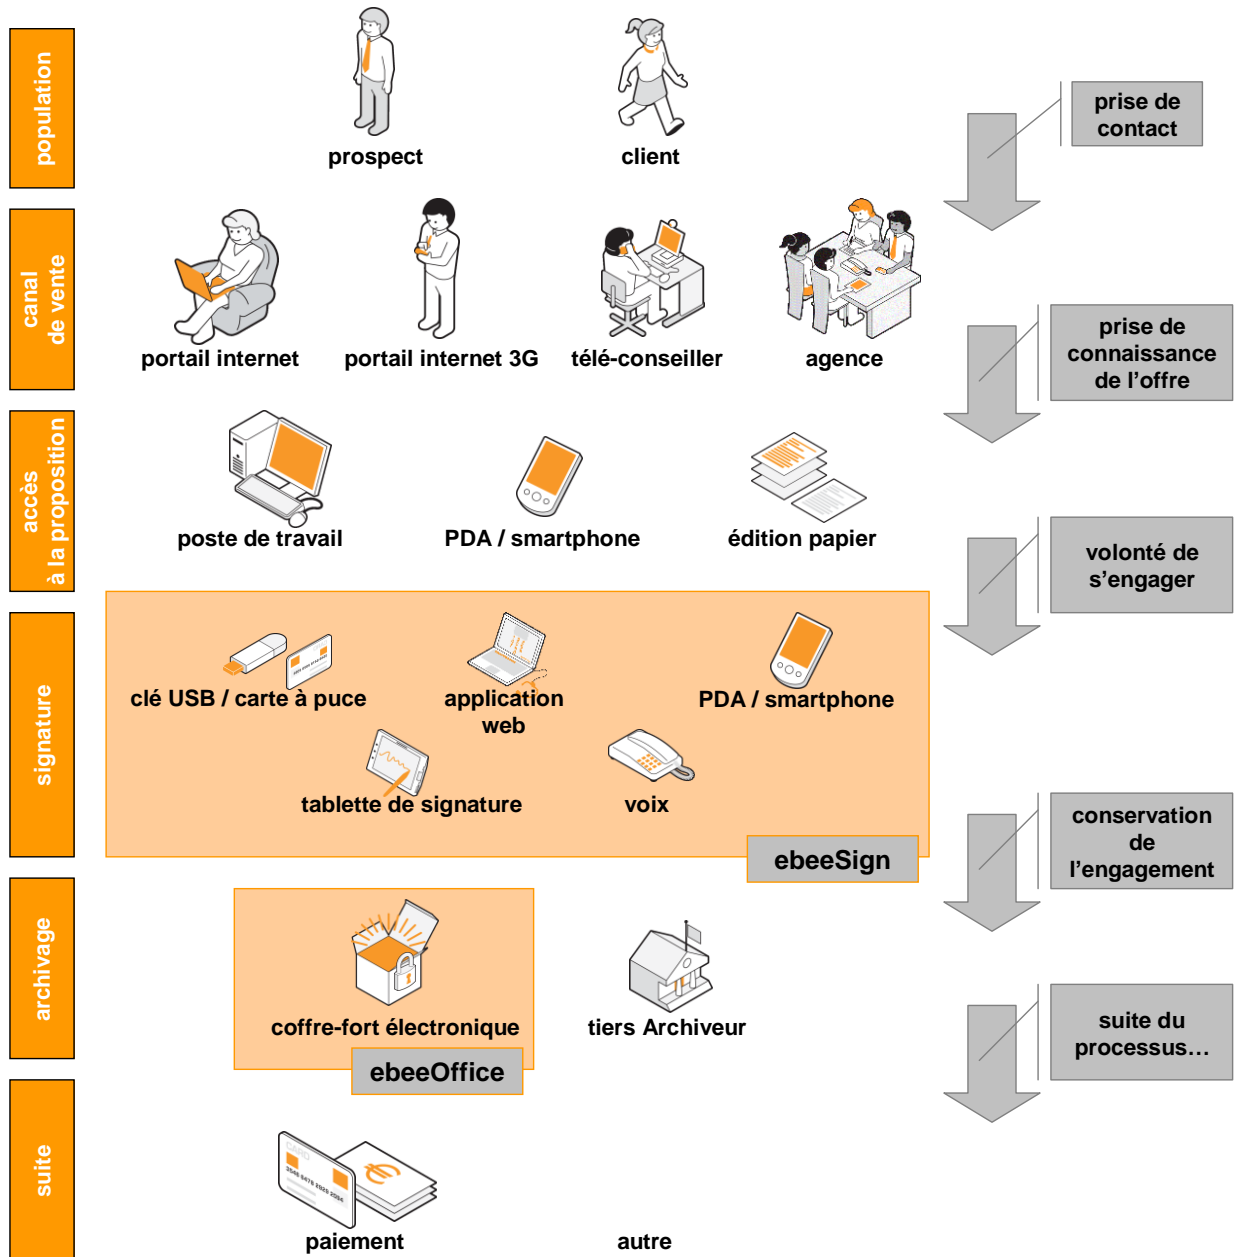 population
prospect
client
prise de
contact
canal
de vente
portail internet
portail internet 3G
télé-conseiller
agence
prise de
connaissance
de l’offre
accès
à la proposition
poste de travail
PDA / smartphone
édition papier
volonté de
s’engager
signature
clé USB / carte à puce
application
web
PDA / smartphone
tablette de signature
voix
ebeeSign
conservation
de
l’engagement
archivage
coffre-fort électronique
ebeeOffice
tiers Archiveur
suite du
processus…
suite
CARD
paiement
autre